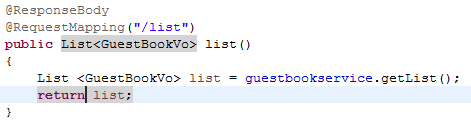 @ResponseBody
@RequestMapping("/list")
public List<GuestBookVo> list()
{
    List <GuestBookVo> list = guestbookservice.getList();
    return list;
}